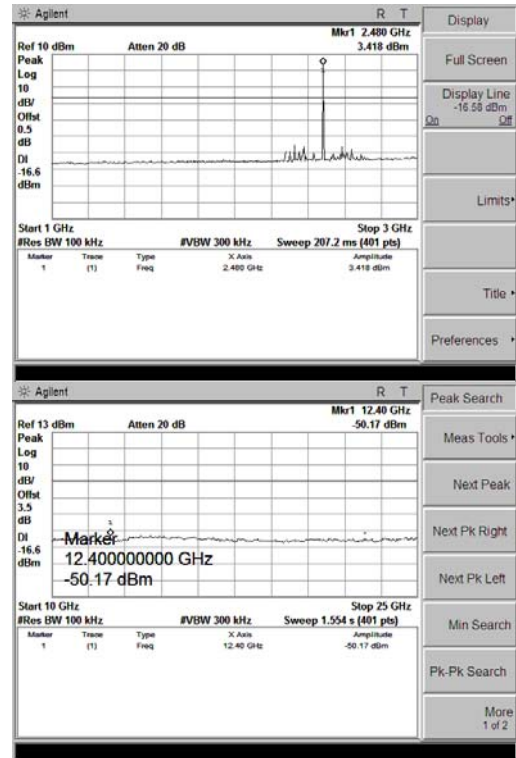 Agilent R T
Mkr1 2.480 GHz
Ref 10 dBm Atten 20 dB 3.418 dBm
Peak
Log
10
dB/
Offst
0.5
dB
DI
-16.6
dBm
Start 1 GHz Stop 3 GHz
#Res BW 100 kHz #VBW 300 kHz Sweep 207.2 ms (401 pts)
Marker Trace Type X Axis Amplitude
1 (1) Freq 2.480 GHz 3.418 dBm
Display
Full Screen
Display Line
-16.58 dBm
On Off
Limits
Title
Preferences
Agilent R T
Mkr1 12.40 GHz
Ref 13 dBm Atten 20 dB -50.17 dBm
Peak
Log
10
dB/
Offst
3.5
dB
DI
-16.6
dBm
1
Marker
12.400000000 GHz
-50.17 dBm
Start 10 GHz Stop 25 GHz
#Res BW 100 kHz #VBW 300 kHz Sweep 1.554 s (401 pts)
Marker Trace Type X Axis Amplitude
1 (1) Freq 12.40 GHz -50.17 dBm
Peak Search
Meas Tools
Next Peak
Next Pk Right
Next Pk Left
Min Search
Pk-Pk Search
More
1 of 2